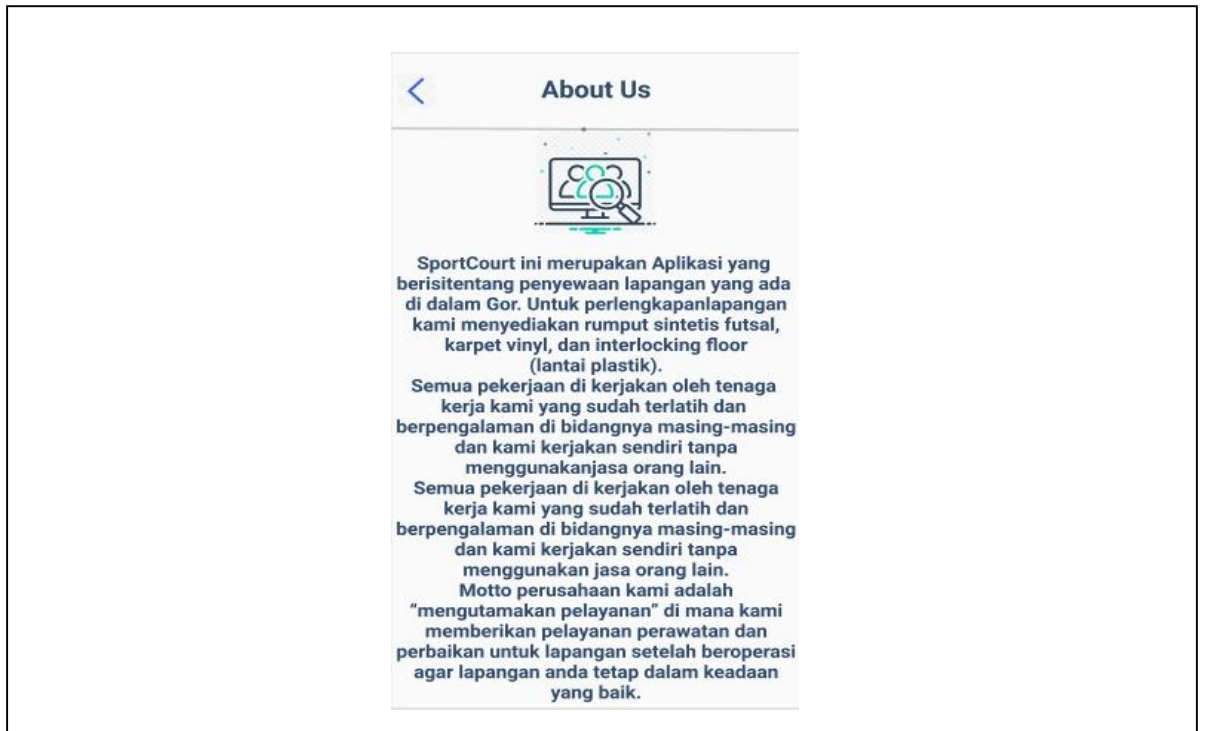 About Us
SportCourt ini merupakan Aplikasi yang
berisitentang penyewaan lapangan yang ada
di dalam Gor. Untuk perlengkapanlapangan
kami menyediakan rumput sintetis futsal,
karpet vinyl, dan interlocking floor
(lantai plastik).
Semua pekerjaan di kerjakan oleh tenaga
kerja kami yang sudah terlatih dan
berpengalaman di bidangnya masing-masing
dan kami kerjakan sendiri tanpa
menggunakanjasa orang lain.
Semua pekerjaan di kerjakan oleh tenaga
kerja kami yang sudah terlatih dan
berpengalaman di bidangnya masing-masing
dan kami kerjakan sendiri tanpa
menggunakan jasa orang lain.
Motto perusahaan kami adalah
“mengutamakan pelayanan” di mana kami
memberikan pelayanan perawatan dan
perbaikan untuk lapangan setelah beroperasi
agar lapangan anda tetap dalam keadaan
yang baik.